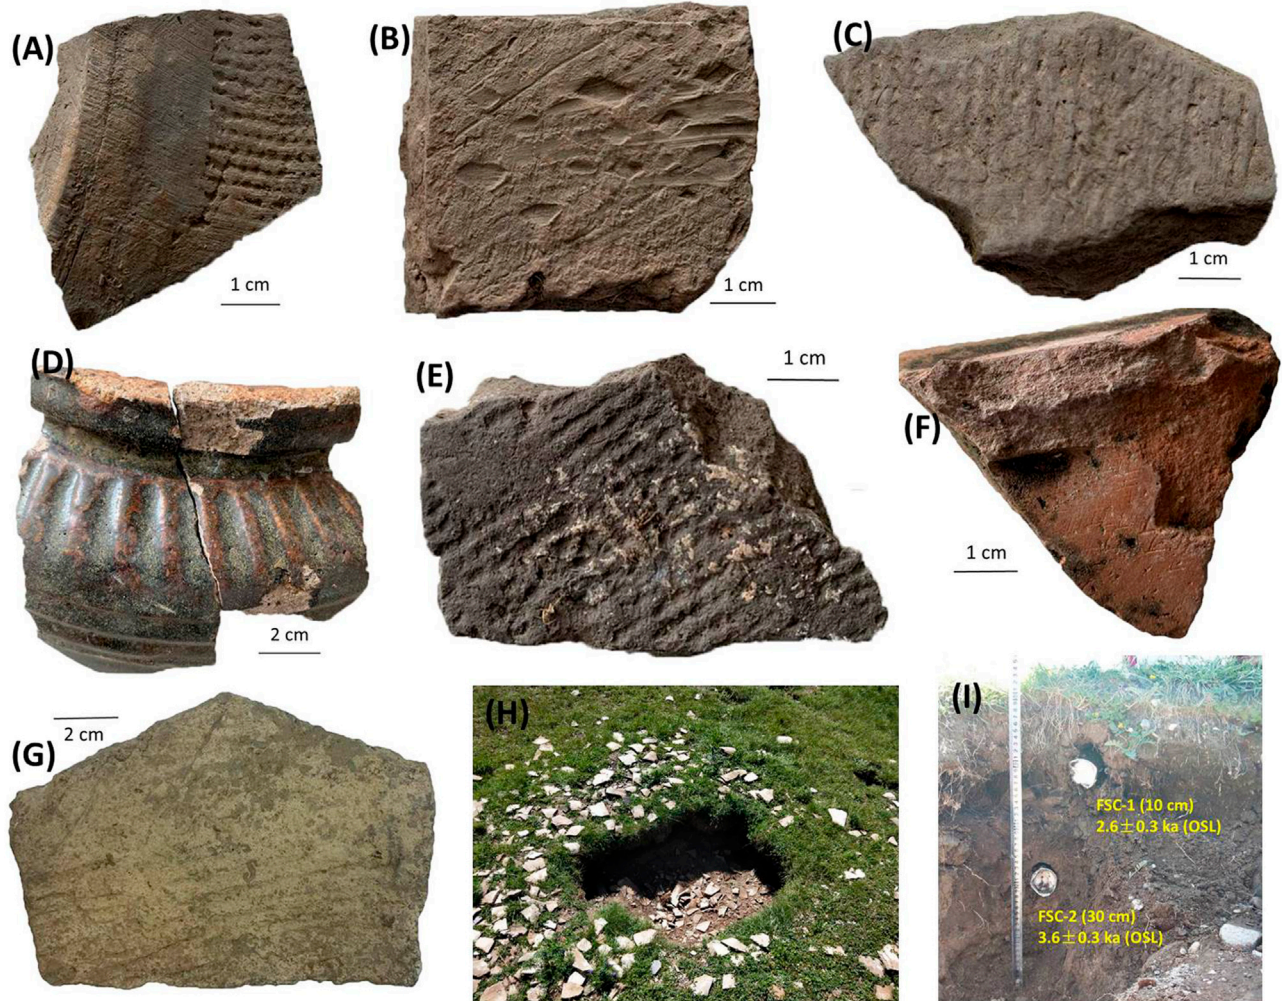 (A)
1 cm
(B)
1 cm
(C)
1 cm
(D)
2 cm
(E)
1 cm
(F)
1 cm
(G)
2 cm
(H)
(I)
FSC-1 (10 cm)
2.6±0.3 ka (OSL)
FSC-2 (30 cm)
3.6±0.3 ka (OSL)